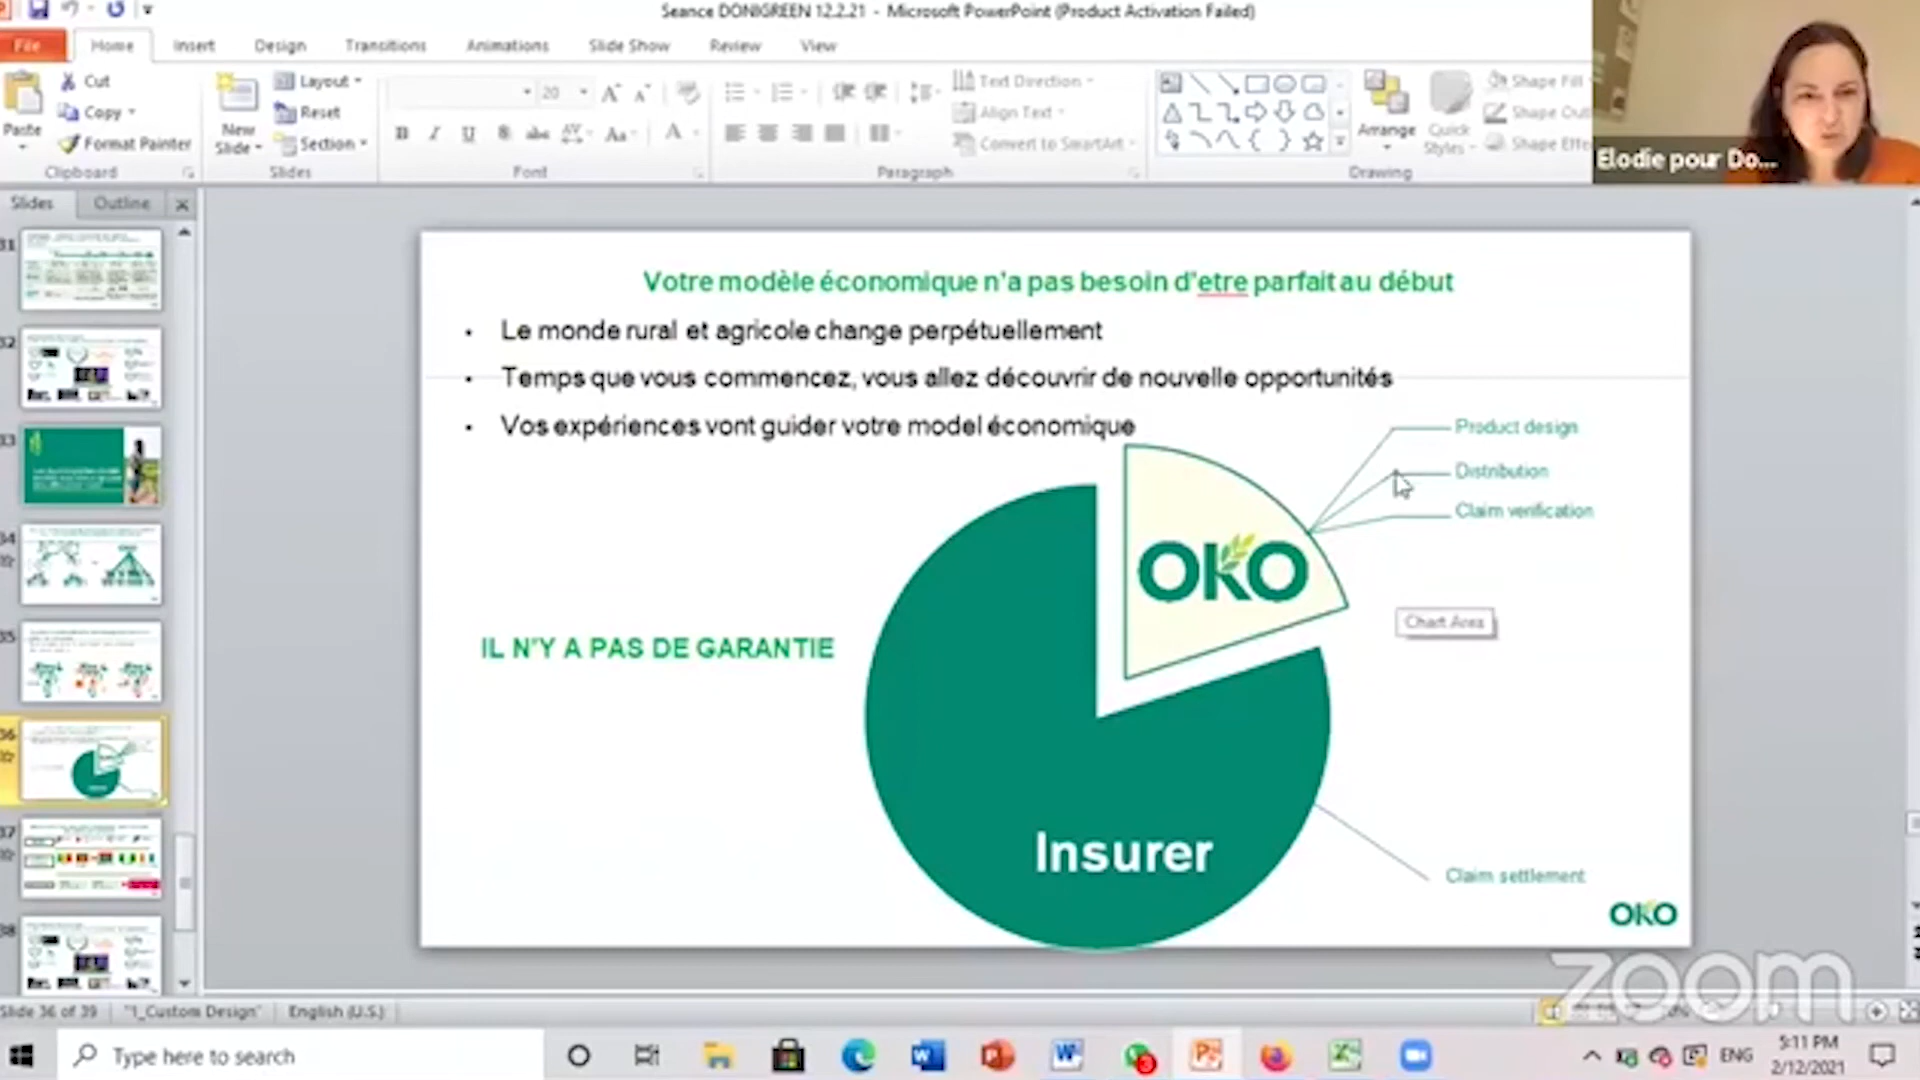 Seance DONIGREEN 12.2.21 - Microsoft PowerPoint (Product Activation Failed)
File Home Insert Design Transitions Animations Slide Show Review View
Paste
Cut
Copy
Format Painter
Clipboard
New Slide
Layout
Reset
Section
Slides
20
Font
Text Direction
Align Text
Convert to SmartArt
Paragraph
Arrange
Quick Styles
Shape Fill
Shape
Shape
Drawing
Elodie pour Do...
Slides Outline
Votre modèle économique n'a pas besoin d'etre parfait au début
• Le monde rural et agricole change perpétuellement
• Temps que vous commencez, vous allez découvrir de nouvelle opportunités
• Vos expériences vont guider votre model économique
Product design
Distribution
Claim verification
OKO
Chart Area
IL N'Y A PAS DE GARANTIE
Insurer
Claim settlement
OKO
zoom
Slide 36 of 39 "1_Custom Design" English (U.S.)
Type here to search
3
ENG
5:11 PM
2/12/2021